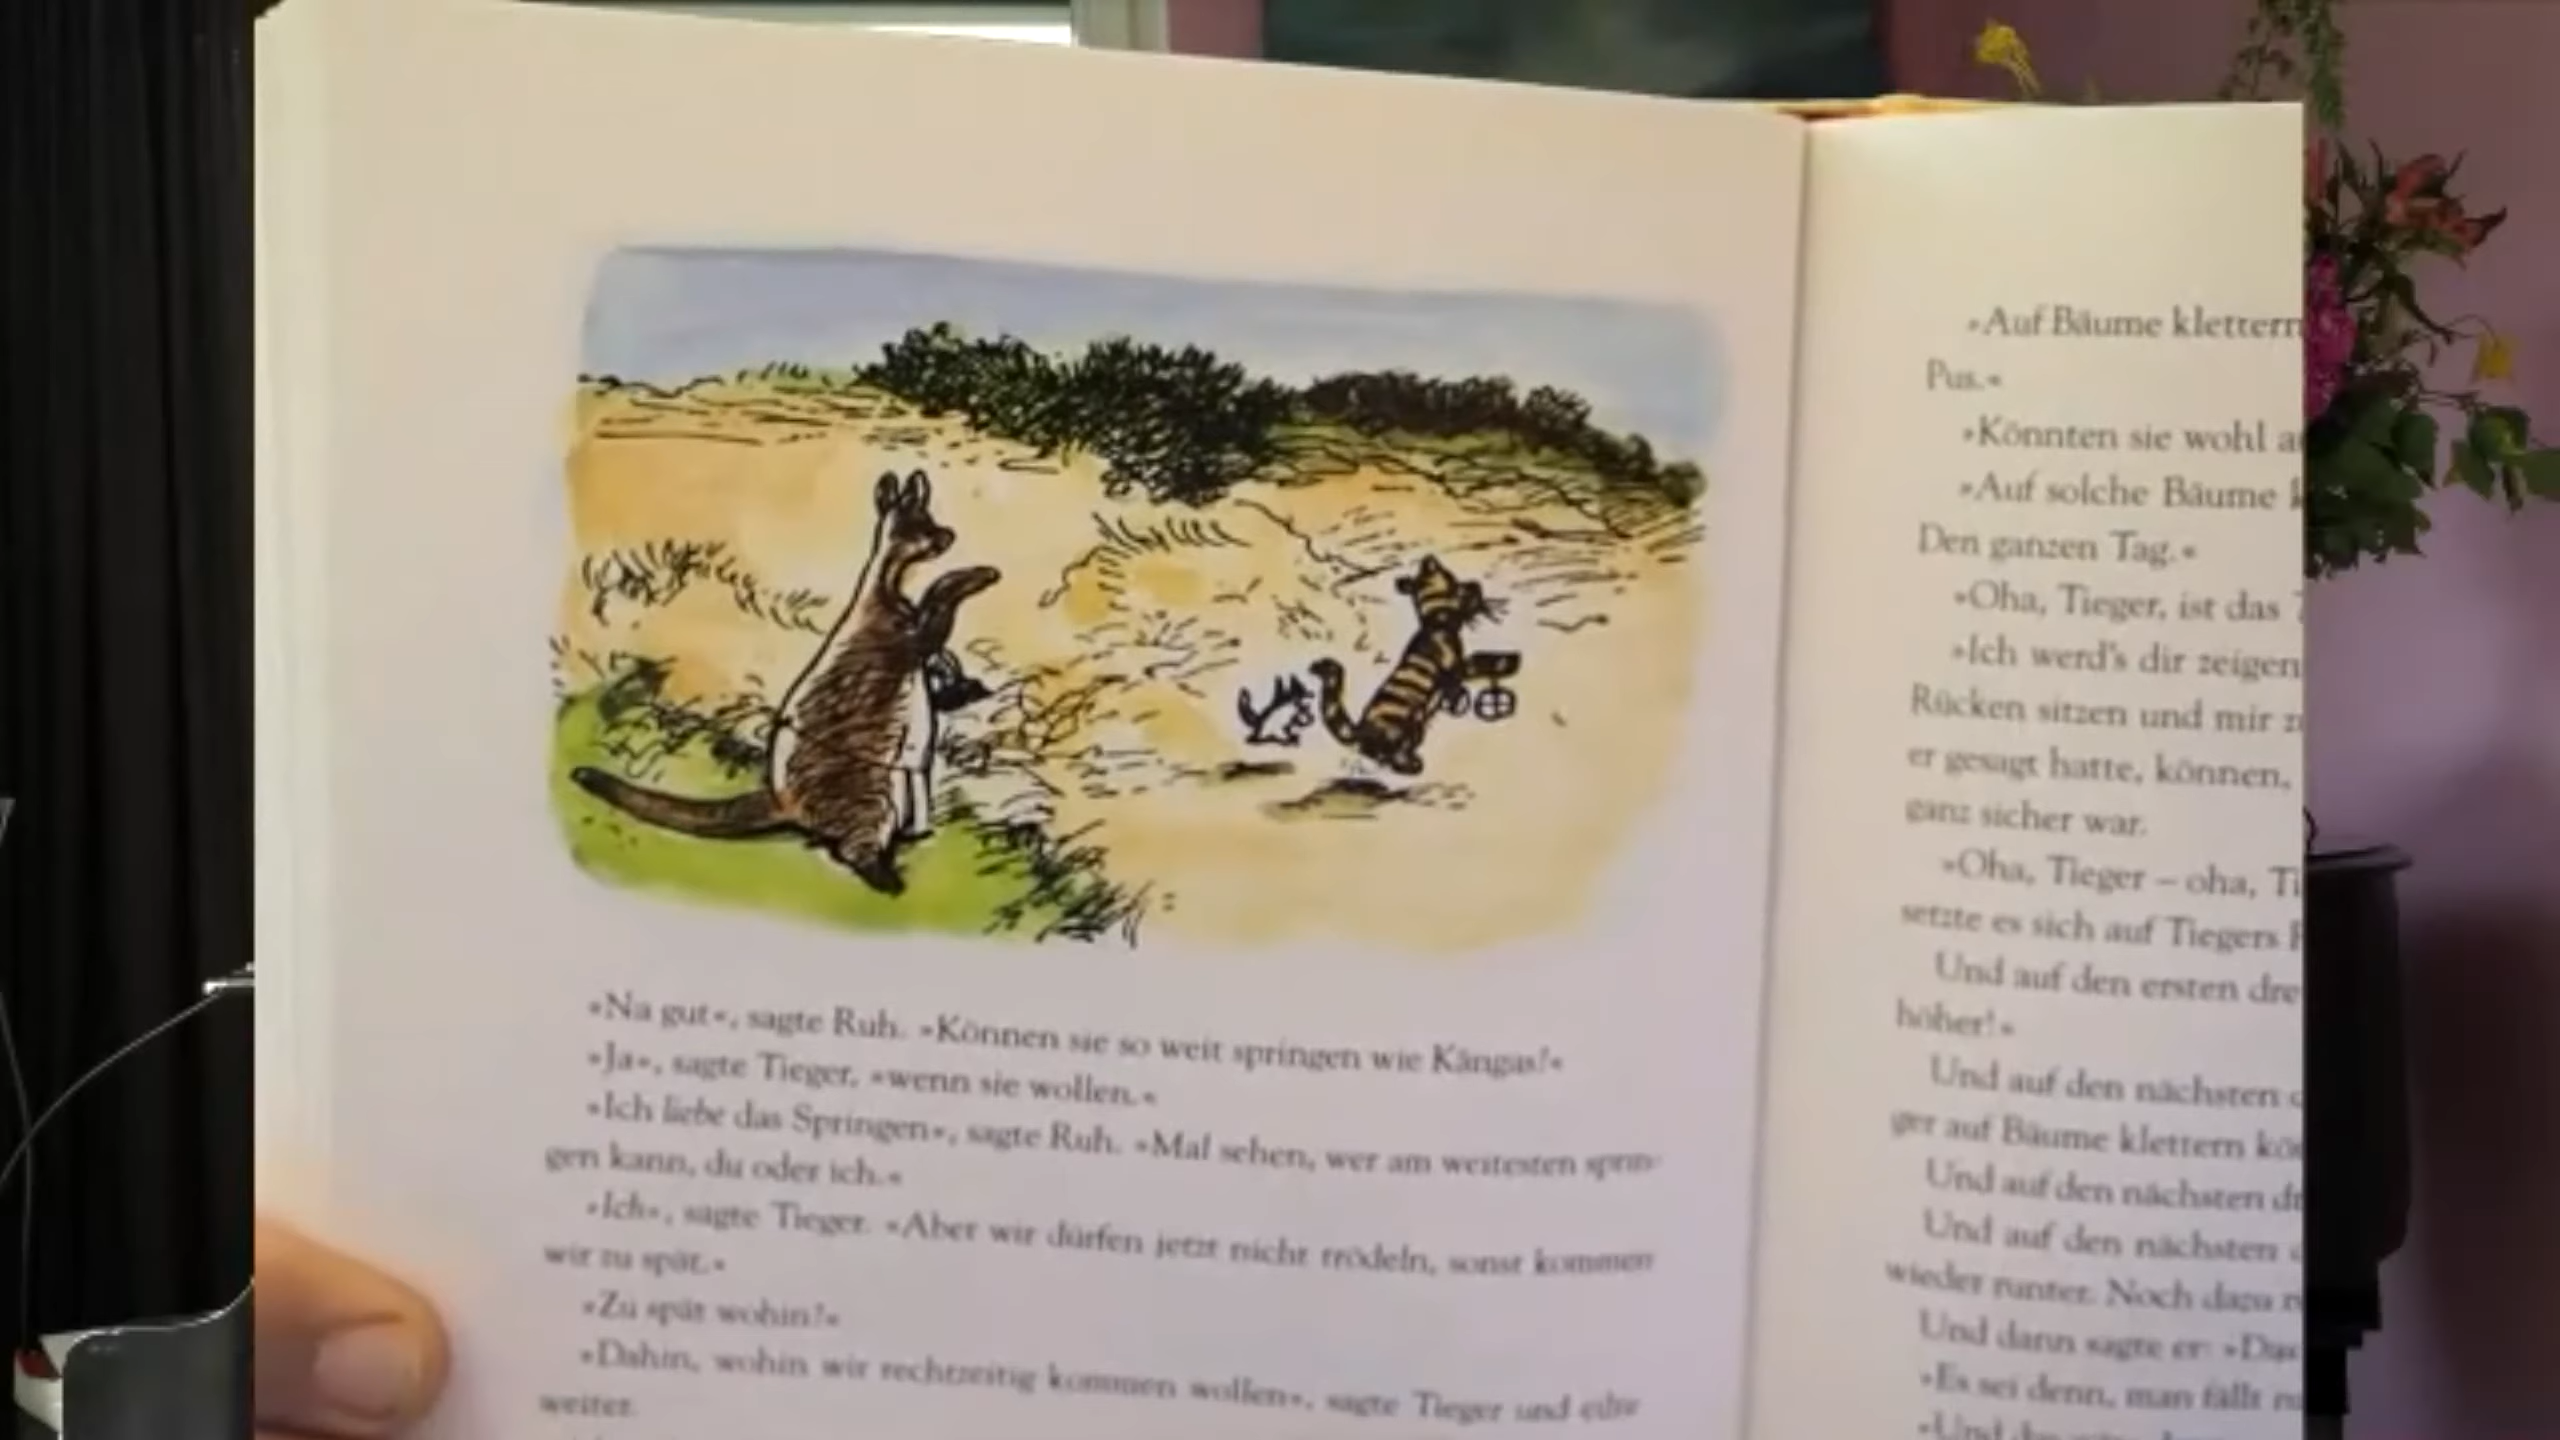 »Na gut«, sagte Ruh. »Können sie so weit springen wie Kängas?«
»Ja«, sagte Tieger, »wenn sie wollen.«
»Ich liebe das Springen«, sagte Ruh. »Mal sehen, wer am weitesten sprin-
gen kann, du oder ich.«
»Ich«, sagte Tieger. »Aber wir dürfen jetzt nicht trödeln, sonst kommen
wir zu spät.«
»Zu spät wohin?«
»Dahin, wohin wir rechtzeitig kommen wollen«, sagte Tieger und eilte
weiter.
»Auf Bäume klettern
Pus.«
»Könnten sie wohl
»Auf solche Bäume
Den ganzen Tag.«
»Oha, Tieger, ist das
»Ich werd's dir zeigen
Rücken sitzen und mir
er gesagt hatte, können,
ganz sicher war.
»Oha, Tieger – oha,
setzte es sich auf Tiegers
Und auf den ersten
höher!«
Und auf den nächsten
ger auf Bäume klettern
Und auf den nächsten
Und auf den nächsten
wieder runter. Noch dazu
Und dann sagte er:
»Es sei denn, man fällt
»Und